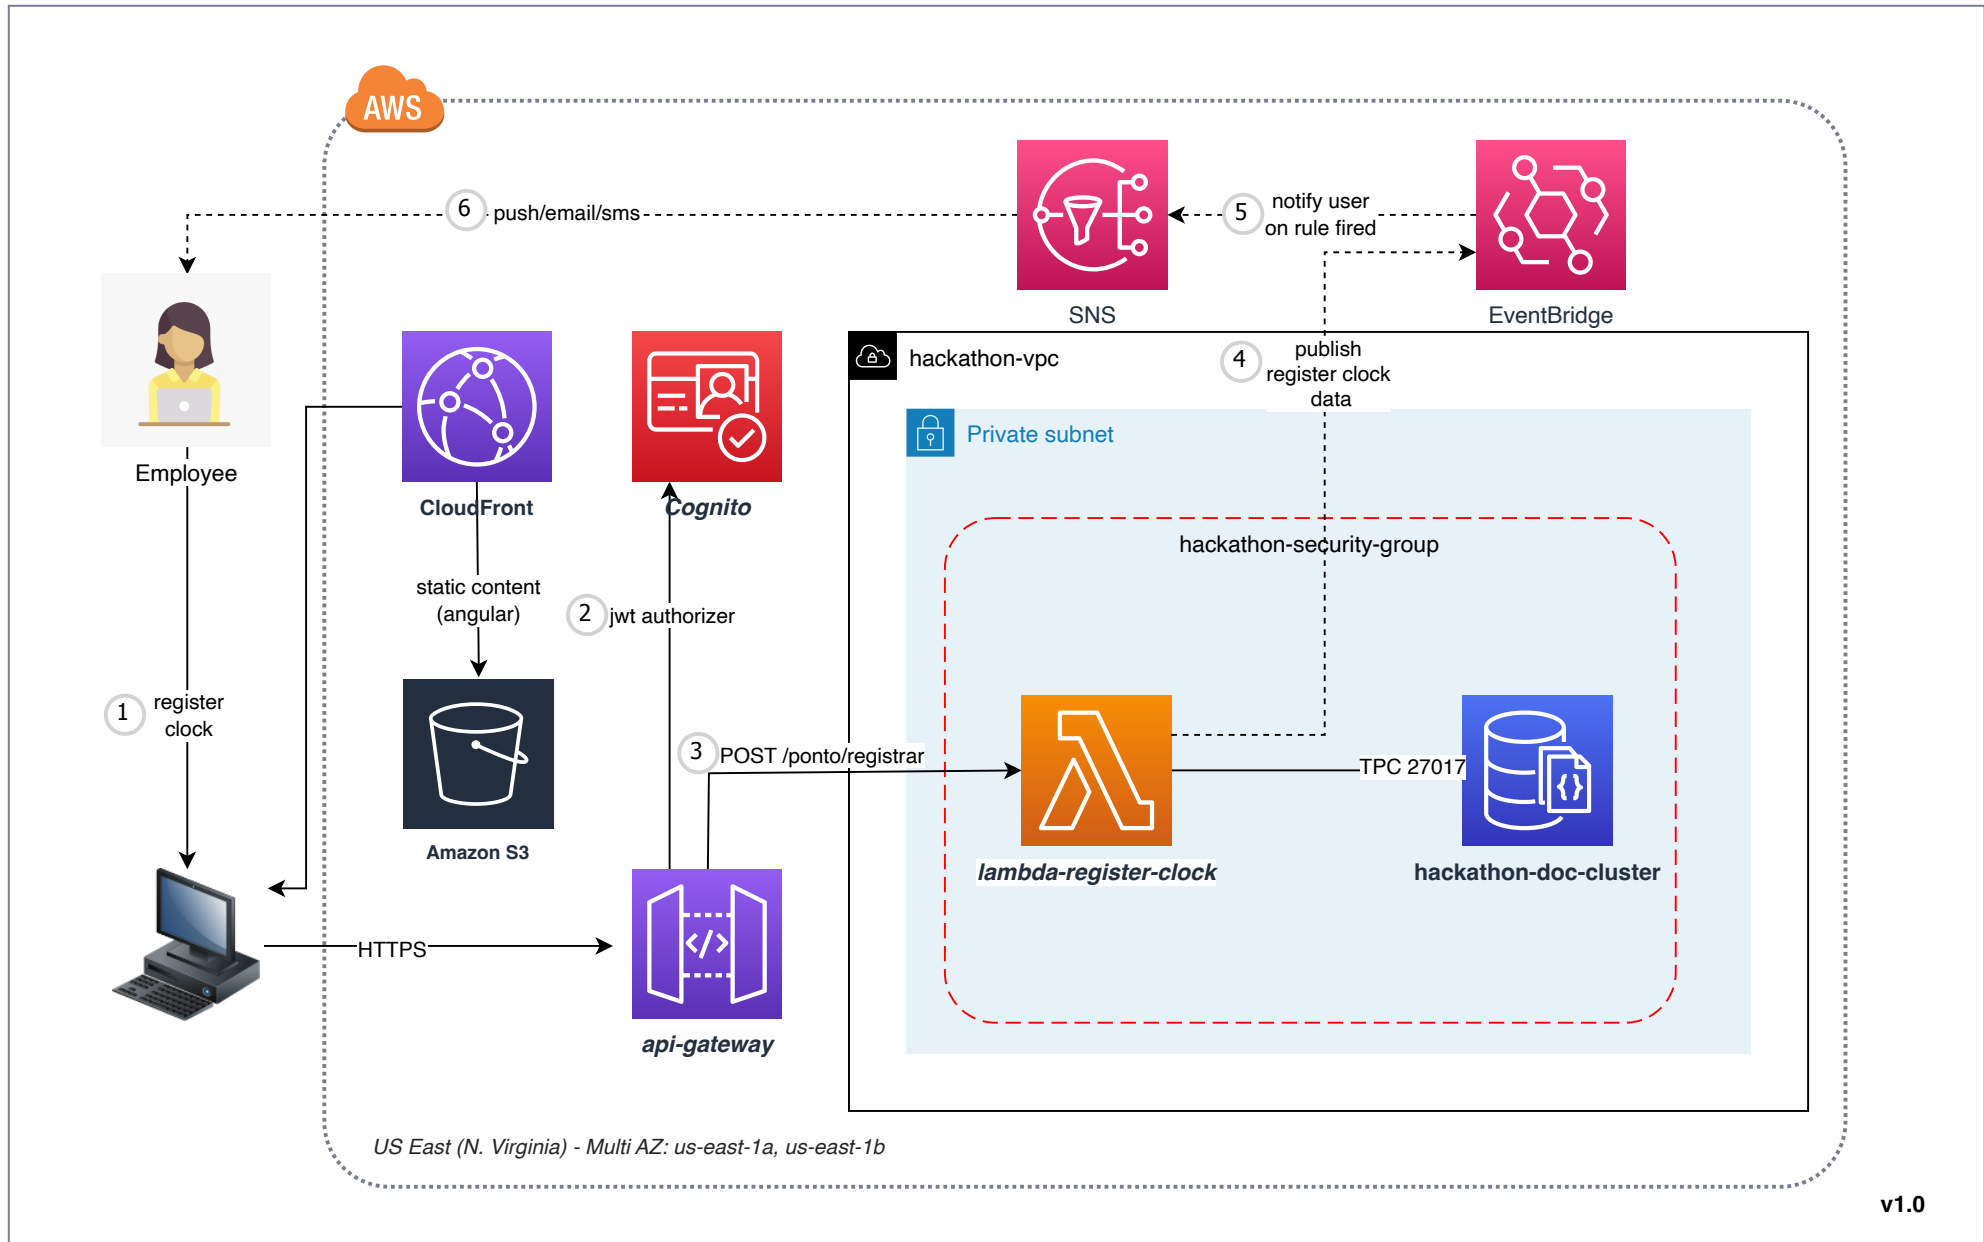 AWS
6
push/email/sms
5
notify user
on rule fired
SNS
EventBridge
hackathon-vpc
4
publish
register clock
data
Private subnet
Employee
CloudFront
Cognito
hackathon-security-group
static content
(angular)
2
jwt authorizer
1
register
clock
3
POST /ponto/registrar
TPC 27017
Amazon S3
lambda-register-clock
hackathon-doc-cluster
HTTPS
</>
{}
api-gateway
US East (N. Virginia) - Multi AZ: us-east-1a, us-east-1b
v1.0